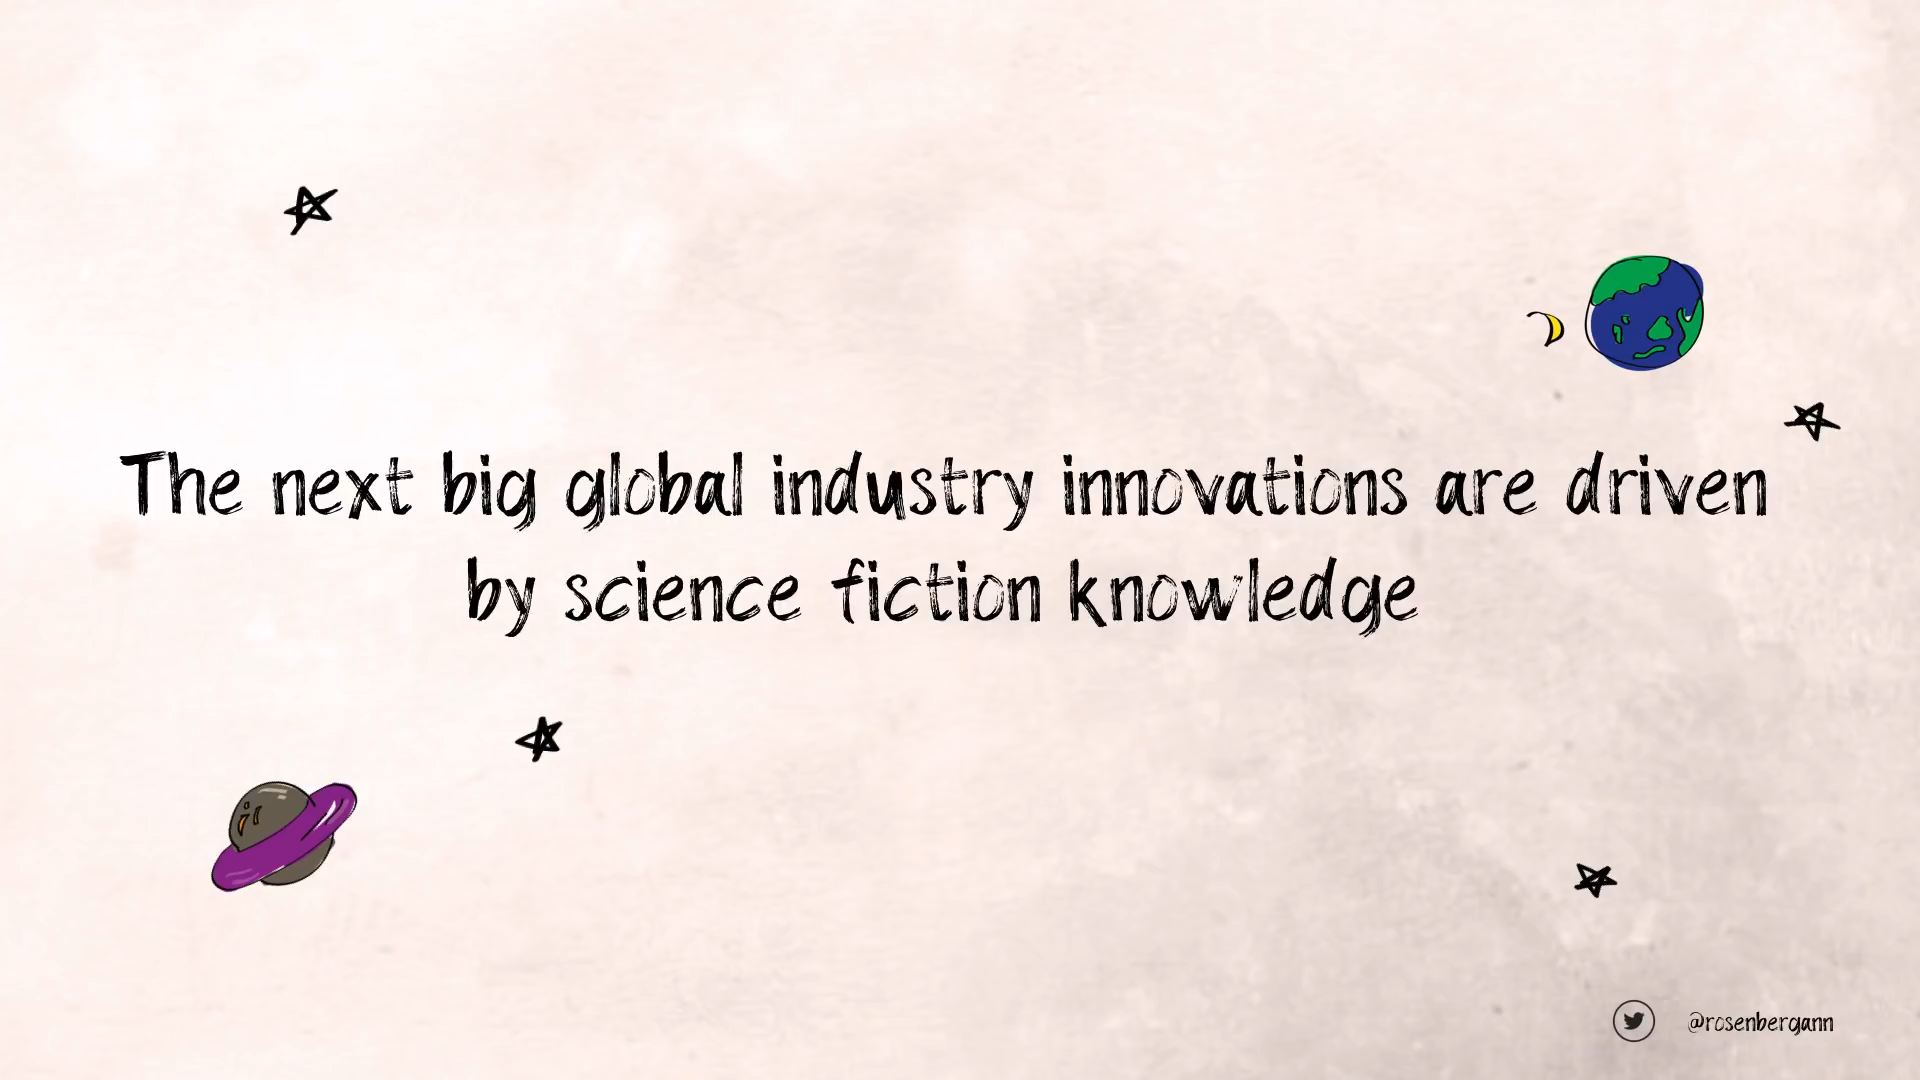 The next big global industry innovations are driven
by science fiction knowledge
@rosenbergann